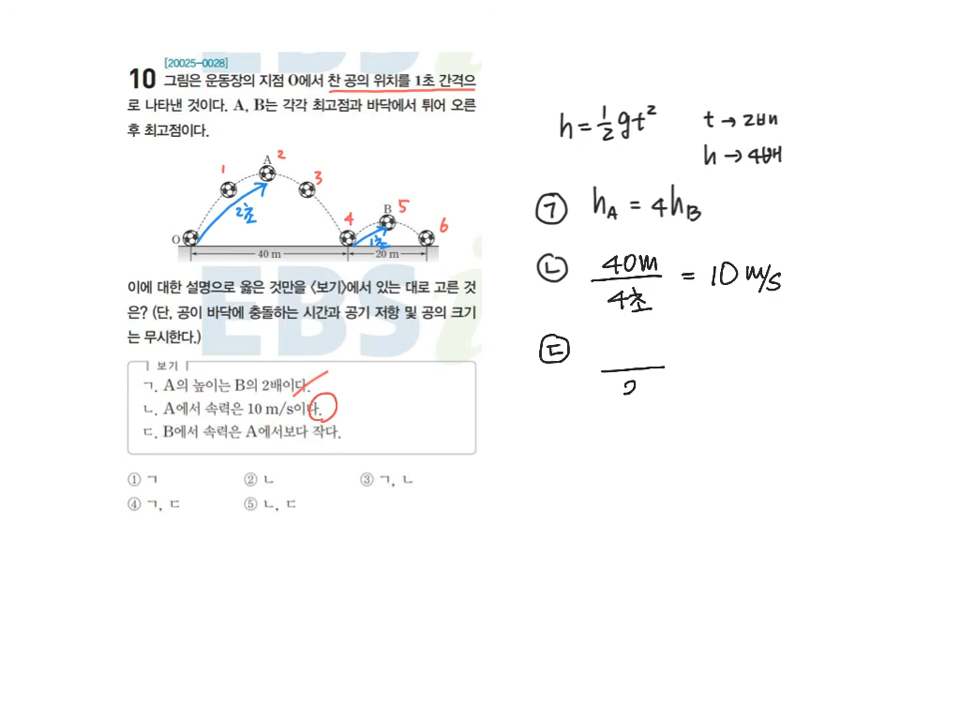 [20025-0028]
10 그림은 운동장의 지점 O에서 찬 공의 위치를 1초 간격으
로 나타낸 것이다. A, B는 각각 최고점과 바닥에서 튀어 오른
후 최고점이다.
A 2
1
3
2초
B 5
4
6
O
1초
40 m
20 m
이에 대한 설명으로 옳은 것만을 〈보기〉에서 있는 대로 고른 것
은? (단, 공이 바닥에 충돌하는 시간과 공기 저항 및 공의 크기
는 무시한다.)
보기
ㄱ. A의 높이는 B의 2배이다.
ㄴ. A에서 속력은 10 m/s이다.
ㄷ. B에서 속력은 A에서보다 작다.
① ㄱ ② ㄴ ③ ㄱ, ㄴ
④ ㄱ, ㄷ ⑤ ㄴ, ㄷ
EBSi
h = 1/2 gt²
t → 2배
h → 4배
ㄱ hA = 4hB
ㄴ 40m/4초 = 10 m/s
ㄷ
2